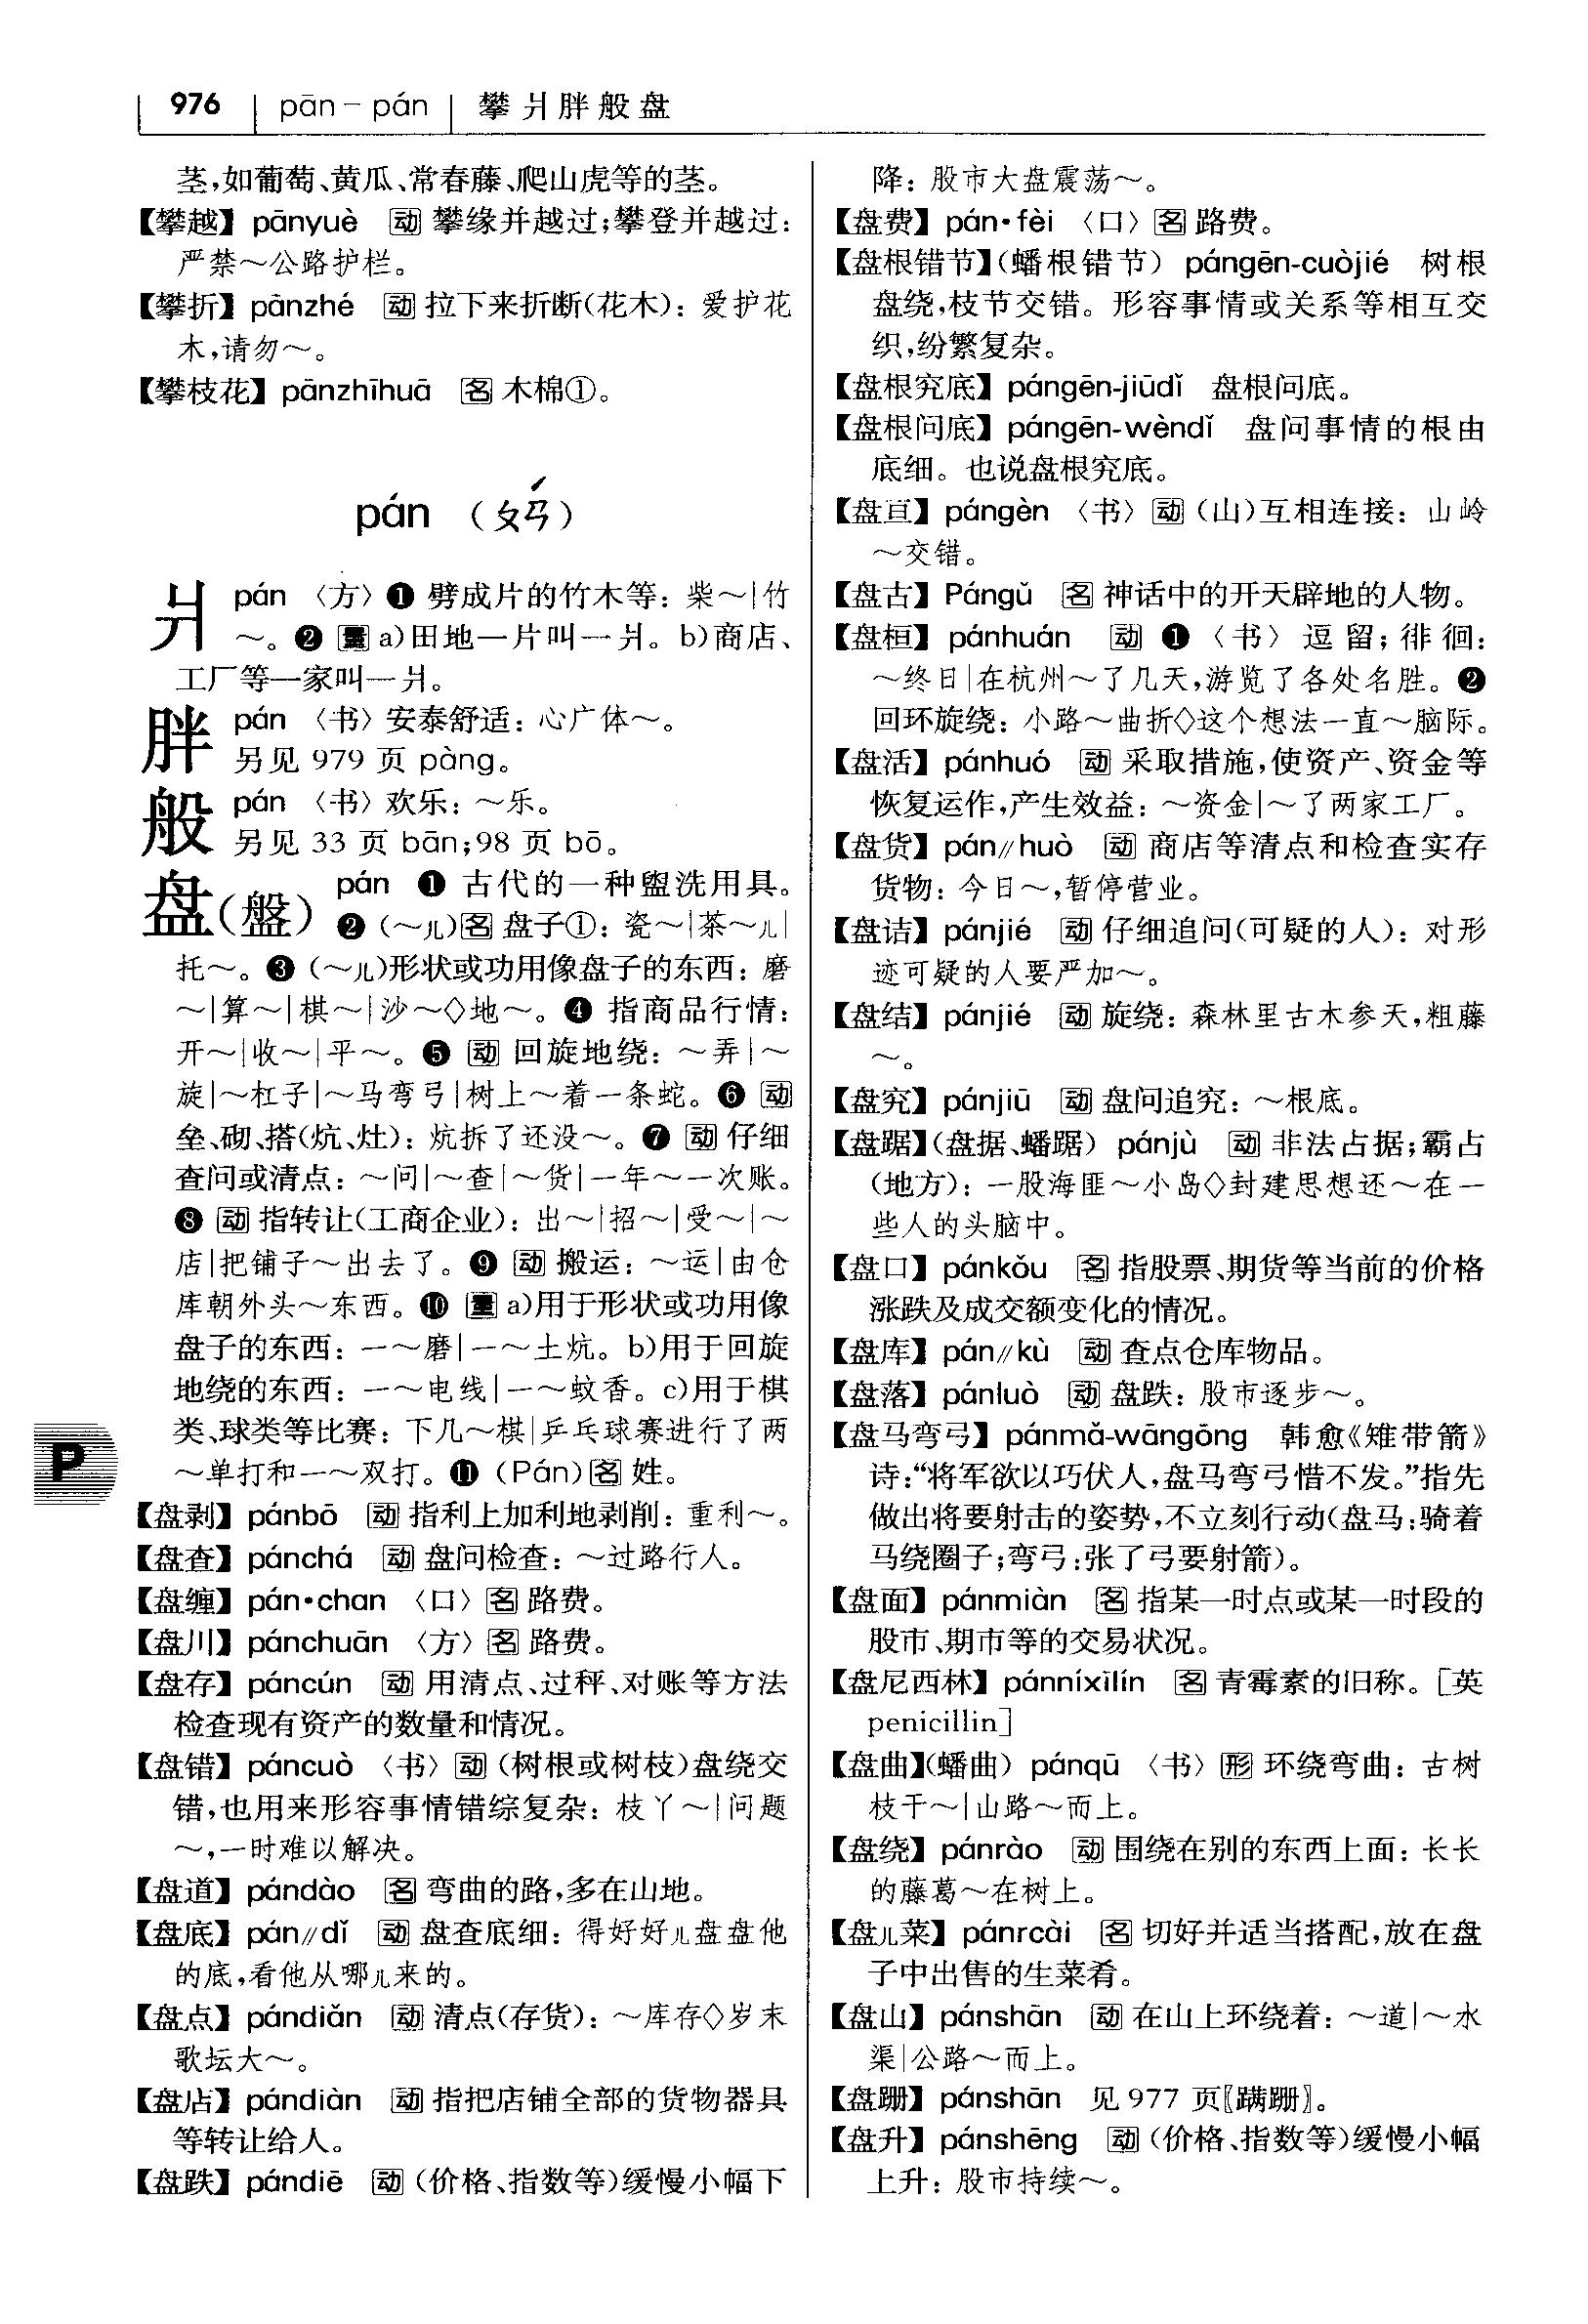 976 pān－pán 攀爿胖般盘
茎,如葡萄、黄瓜、常春藤、爬山虎等的茎。
【攀越】 pānyuè 动 攀缘并越过;攀登并越过：
严禁～公路护栏。
【攀折】 pānzhé 动 拉下来折断(花木)：爱护花
木,请勿～。
【攀枝花】 pānzhīhuā 名 木棉①。
pán （ㄆㄢˊ）
爿 pán 〈方〉❶ 劈成片的竹木等：柴～|竹
～。❷ 量 a)田地一片叫一爿。b)商店、
工厂等一家叫一爿。
胖 pán 〈书〉安泰舒适：心广体～。
另见 979 页 pàng。
般 pán 〈书〉欢乐：～乐。
另见 33 页 bān;98 页 bō。
盘(盤) pán ❶ 古代的一种盥洗用具。
❷ (～儿)名 盘子①：瓷～|茶～儿|
托～。❸ (～儿)形状或功用像盘子的东西：磨
～|算～|棋～|沙～◇地～。❹ 指商品行情：
开～|收～|平～。❺ 动 回旋地绕：～弄|～
旋|～杠子|～马弯弓|树上～着一条蛇。❻ 动
垒、砌、搭(炕、灶)：炕拆了还没～。❼ 动 仔细
查问或清点：～问|～查|～货|一年～一次账。
❽ 动 指转让(工商企业)：出～|招～|受～|～
店|把铺子～出去了。❾ 动 搬运：～运|由仓
库朝外头～东西。❿ 量 a)用于形状或功用像
盘子的东西：一～磨|一～土炕。b)用于回旋
地绕的东西：一～电线|一～蚊香。c)用于棋
类、球类等比赛：下几～棋|乒乓球赛进行了两
～单打和一～双打。⓫ (Pán)名 姓。
【盘剥】 pánbō 动 指利上加利地剥削：重利～。
【盘查】 pánchá 动 盘问检查：～过路行人。
【盘缠】 pán·chan 〈口〉名 路费。
【盘川】 pánchuān 〈方〉名 路费。
【盘存】 páncún 动 用清点、过秤、对账等方法
检查现有资产的数量和情况。
【盘错】 páncuò 〈书〉动 (树根或树枝)盘绕交
错,也用来形容事情错综复杂：枝丫～|问题
～,一时难以解决。
【盘道】 pándào 名 弯曲的路,多在山地。
【盘底】 pán∥dǐ 动 盘查底细：得好好儿盘盘他
的底,看他从哪儿来的。
【盘点】 pándiǎn 动 清点(存货)：～库存◇岁末
歌坛大～。
【盘店】 pándiàn 动 指把店铺全部的货物器具
等转让给人。
【盘跌】 pándiē 动 (价格、指数等)缓慢小幅下
降：股市大盘震荡～。
【盘费】 pán·fèi 〈口〉名 路费。
【盘根错节】(蟠根错节) pángēn-cuòjié 树根
盘绕,枝节交错。形容事情或关系等相互交
织,纷繁复杂。
【盘根究底】 pángēn-jiūdǐ 盘根问底。
【盘根问底】 pángēn-wèndǐ 盘问事情的根由
底细。也说盘根究底。
【盘亘】 pángèn 〈书〉动 (山)互相连接：山岭
～交错。
【盘古】 Pángǔ 名 神话中的开天辟地的人物。
【盘桓】 pánhuán 动 ❶〈书〉逗留;徘徊：
～终日|在杭州～了几天,游览了各处名胜。❷
回环旋绕：小路～曲折◇这个想法一直～脑际。
【盘活】 pánhuó 动 采取措施,使资产、资金等
恢复运作,产生效益：～资金|～了两家工厂。
【盘货】 pán∥huò 动 商店等清点和检查实存
货物：今日～,暂停营业。
【盘诘】 pánjié 动 仔细追问(可疑的人)：对形
迹可疑的人要严加～。
【盘结】 pánjié 动 旋绕：森林里古木参天,粗藤
～。
【盘究】 pánjiū 动 盘问追究：～根底。
【盘踞】(盘据、蟠踞) pánjù 动 非法占据;霸占
(地方)：一股海匪～小岛◇封建思想还～在一
些人的头脑中。
【盘口】 pánkǒu 名 指股票、期货等当前的价格
涨跌及成交额变化的情况。
【盘库】 pán∥kù 动 查点仓库物品。
【盘落】 pánluò 动 盘跌：股市逐步～。
【盘马弯弓】 pánmǎ-wāngōng 韩愈《雉带箭》
诗:“将军欲以巧伏人,盘马弯弓惜不发。”指先
做出将要射击的姿势,不立刻行动(盘马:骑着
马绕圈子;弯弓:张了弓要射箭)。
【盘面】 pánmiàn 名 指某一时点或某一时段的
股市、期市等的交易状况。
【盘尼西林】 pánníxīlín 名 青霉素的旧称。[英
penicillin]
【盘曲】(蟠曲) pánqū 〈书〉形 环绕弯曲：古树
枝干～|山路～而上。
【盘绕】 pánrào 动 围绕在别的东西上面：长长
的藤葛～在树上。
【盘儿菜】 pánrcài 名 切好并适当搭配,放在盘
子中出售的生菜肴。
【盘山】 pánshān 动 在山上环绕着：～道|～水
渠|公路～而上。
【盘跚】 pánshān 见 977 页〖蹒跚〗。
【盘升】 pánshēng 动 (价格、指数等)缓慢小幅
上升：股市持续～。
P